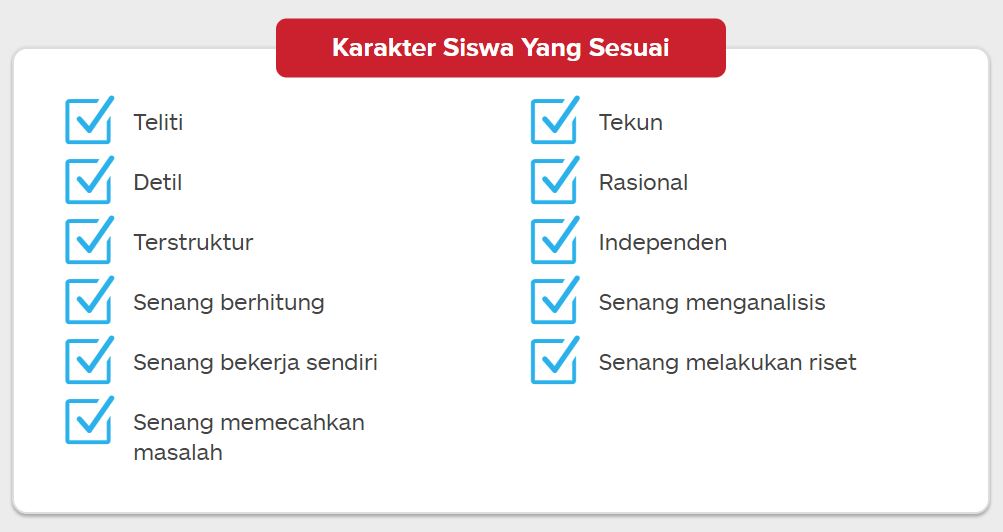 Karakter Siswa Yang Sesuai
Teliti
Detil
Terstruktur
Senang berhitung
Senang bekerja sendiri
Senang memecahkan
masalah
Tekun
Rasional
Independen
Senang menganalisis
Senang melakukan riset